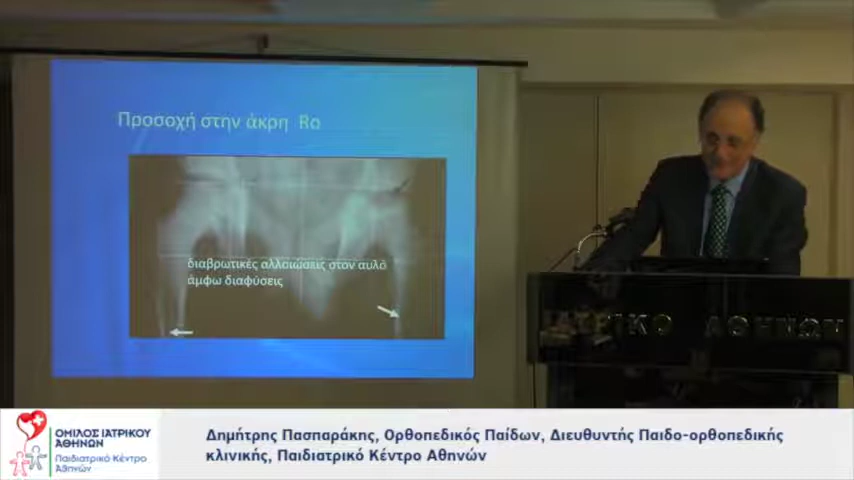 Προσοχή στην άκρη Ro
διαβρωτικές αλλοιώσεις στον αυλό
άμφω διαφύσεις
ΑΘΗΝΩΝ
ΟΜΙΛΟΣ ΙΑΤΡΙΚΟΥ
ΑΘΗΝΩΝ
Παιδιατρικό Κέντρο
Αθηνών
Δημήτρης Πασπαράκης, Ορθοπεδικός Παίδων, Διευθυντής Παιδο-ορθοπεδικής
κλινικής, Παιδιατρικό Κέντρο Αθηνών